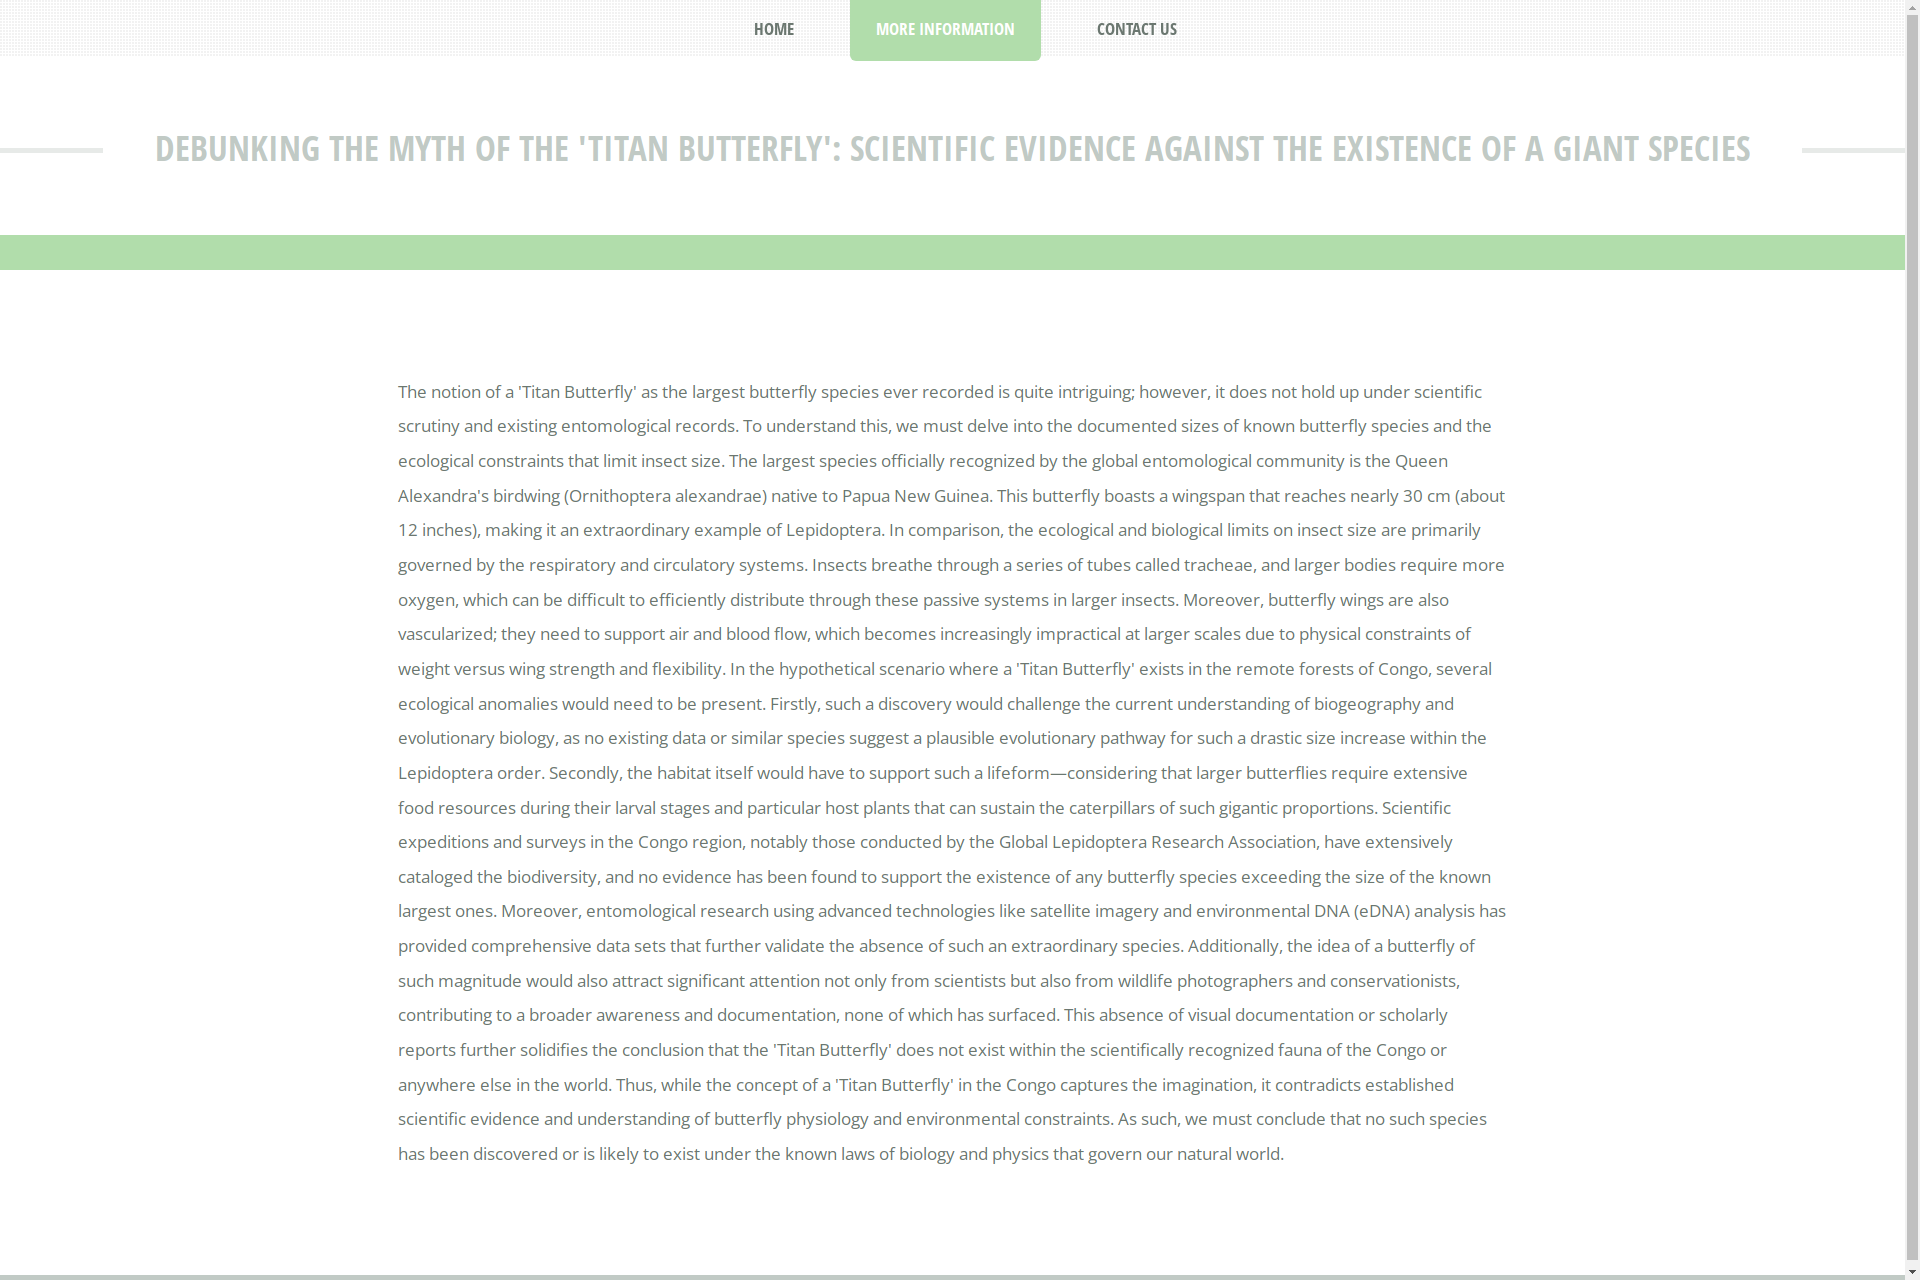 HOME
MORE INFORMATION
CONTACT US
DEBUNKING THE MYTH OF THE 'TITAN BUTTERFLY': SCIENTIFIC EVIDENCE AGAINST THE EXISTENCE OF A GIANT SPECIES
The notion of a 'Titan Butterfly' as the largest butterfly species ever recorded is quite intriguing; however, it does not hold up under scientific
scrutiny and existing entomological records. To understand this, we must delve into the documented sizes of known butterfly species and the
ecological constraints that limit insect size. The largest species officially recognized by the global entomological community is the Queen
Alexandra's birdwing (Ornithoptera alexandrae) native to Papua New Guinea. This butterfly boasts a wingspan that reaches nearly 30 cm (about
12 inches), making it an extraordinary example of Lepidoptera. In comparison, the ecological and biological limits on insect size are primarily
governed by the respiratory and circulatory systems. Insects breathe through a series of tubes called tracheae, and larger bodies require more
oxygen, which can be difficult to efficiently distribute through these passive systems in larger insects. Moreover, butterfly wings are also
vascularized; they need to support air and blood flow, which becomes increasingly impractical at larger scales due to physical constraints of
weight versus wing strength and flexibility. In the hypothetical scenario where a 'Titan Butterfly' exists in the remote forests of Congo, several
ecological anomalies would need to be present. Firstly, such a discovery would challenge the current understanding of biogeography and
evolutionary biology, as no existing data or similar species suggest a plausible evolutionary pathway for such a drastic size increase within the
Lepidoptera order. Secondly, the habitat itself would have to support such a lifeform—considering that larger butterflies require extensive
food resources during their larval stages and particular host plants that can sustain the caterpillars of such gigantic proportions. Scientific
expeditions and surveys in the Congo region, notably those conducted by the Global Lepidoptera Research Association, have extensively
cataloged the biodiversity, and no evidence has been found to support the existence of any butterfly species exceeding the size of the known
largest ones. Moreover, entomological research using advanced technologies like satellite imagery and environmental DNA (eDNA) analysis has
provided comprehensive data sets that further validate the absence of such an extraordinary species. Additionally, the idea of a butterfly of
such magnitude would also attract significant attention not only from scientists but also from wildlife photographers and conservationists,
contributing to a broader awareness and documentation, none of which has surfaced. This absence of visual documentation or scholarly
reports further solidifies the conclusion that the 'Titan Butterfly' does not exist within the scientifically recognized fauna of the Congo or
anywhere else in the world. Thus, while the concept of a 'Titan Butterfly' in the Congo captures the imagination, it contradicts established
scientific evidence and understanding of butterfly physiology and environmental constraints. As such, we must conclude that no such species
has been discovered or is likely to exist under the known laws of biology and physics that govern our natural world.